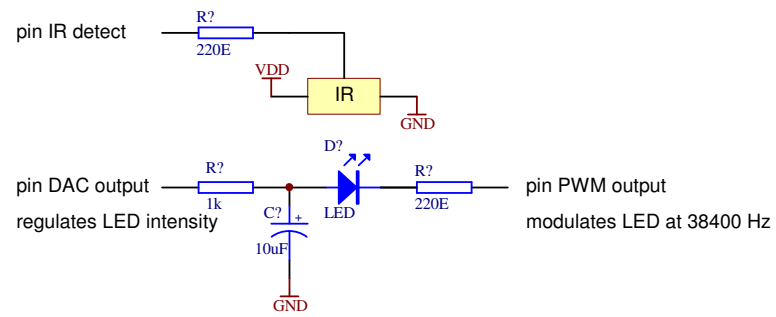 R?
pin IR detect
220E
VDD
IR
GND
D?
R?
R?
pin DAC output
pin PWM output
1k
C?
+
LED
220E
regulates LED intensity
modulates LED at 38400 Hz
10uF
GND